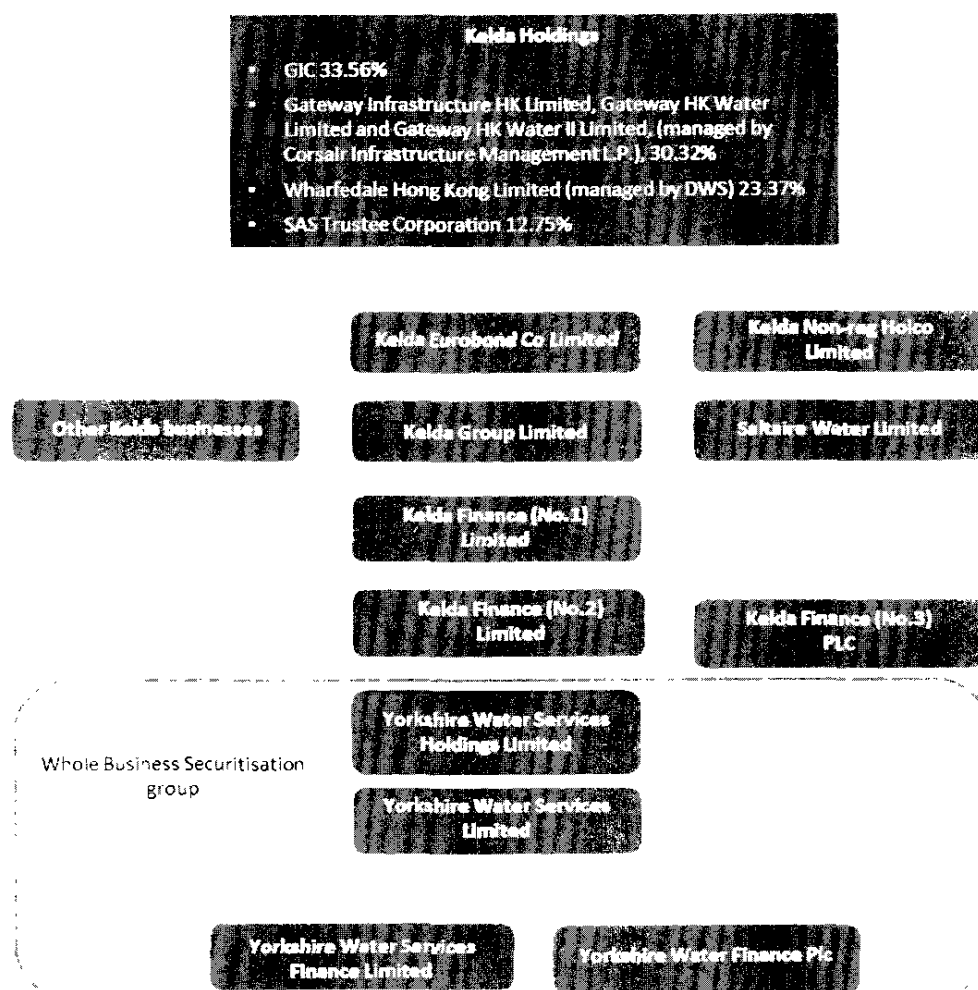 Kelda Holdings
• GIC 33.56%
• Gateway Infrastructure HK Limited, Gateway HK Water
Limited and Gateway HK Water II Limited, (managed by
Corsair Infrastructure Management L.P.), 30.32%
• Wharfedale Hong Kong Limited (managed by DWS) 23.37%
• SAS Trustee Corporation 12.75%
Kelda Eurobond Co Limited
Kelda Non-reg Holco
Limited
Other Kelda businesses
Kelda Group Limited
Saltaire Water Limited
Kelda Finance (No.1)
Limited
Kelda Finance (No.2)
Limited
Kelda Finance (No.3)
PLC
Yorkshire Water Services
Holdings Limited
Whole Business Securitisation
group
Yorkshire Water Services
Limited
Yorkshire Water Services
Finance Limited
Yorkshire Water Finance Plc